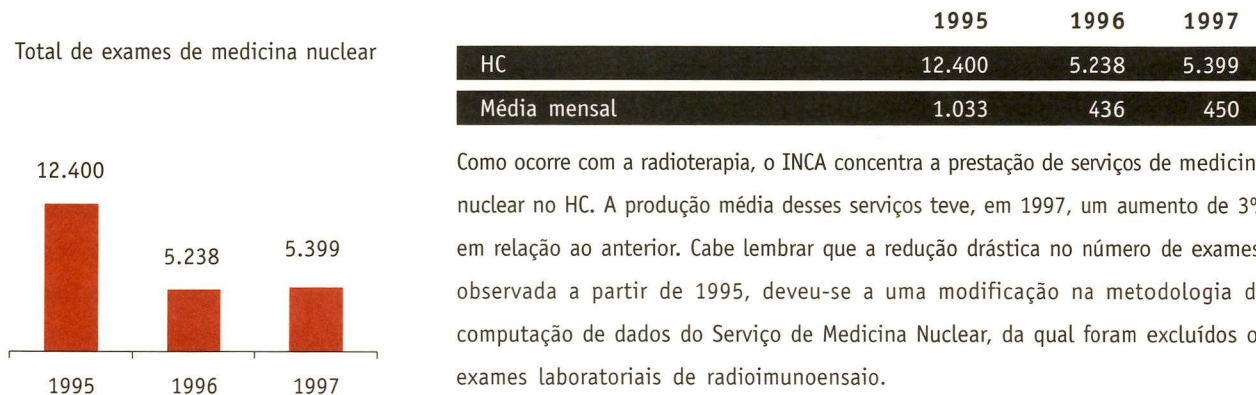 Total de exames de medicina nuclear
12.400
5.238
5.399
1995 1996 1997
1995 1996 1997
HC 12.400 5.238 5.399
Média mensal 1.033 436 450
Como ocorre com a radioterapia, o INCA concentra a prestação de serviços de medicin
nuclear no HC. A produção média desses serviços teve, em 1997, um aumento de 3%
em relação ao anterior. Cabe lembrar que a redução drástica no número de exames
observada a partir de 1995, deveu-se a uma modificação na metodologia d
computação de dados do Serviço de Medicina Nuclear, da qual foram excluídos o
exames laboratoriais de radioimunoensaio.